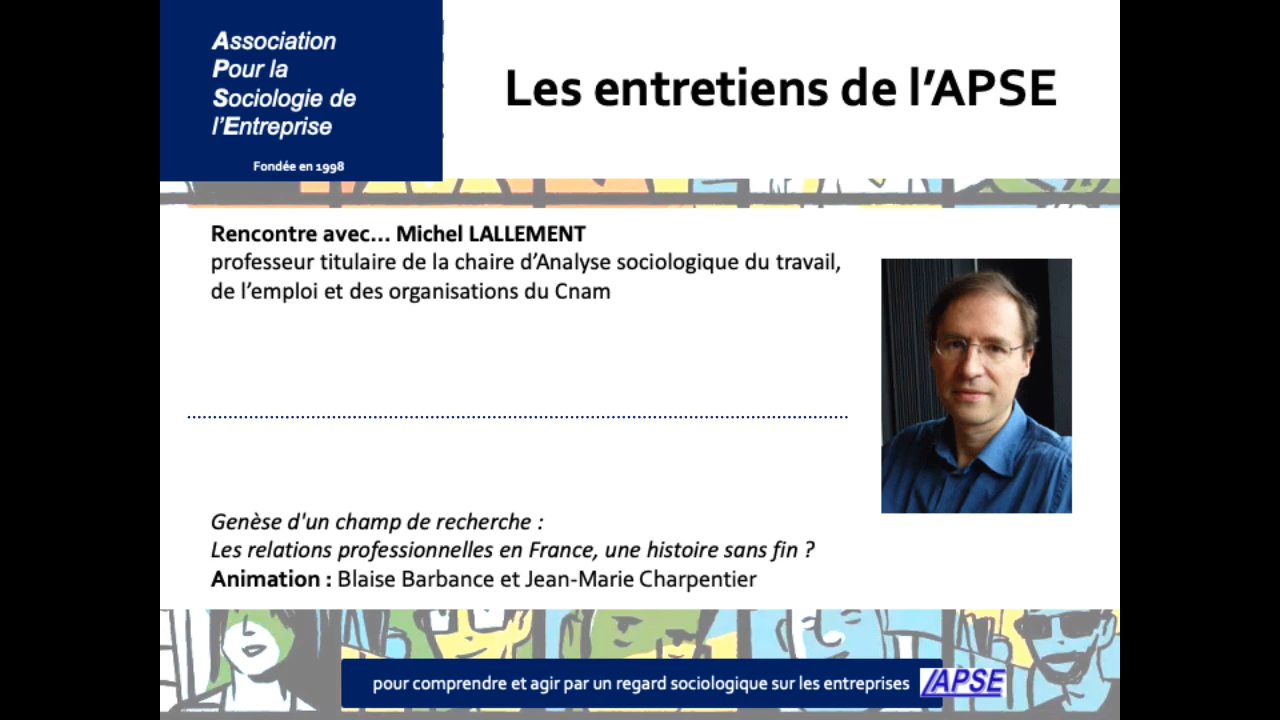 Association
Pour la
Sociologie de
l'Entreprise
Fondée en 1998
Les entretiens de l’APSE
Rencontre avec… Michel LALLEMENT
professeur titulaire de la chaire d’Analyse sociologique du travail,
de l’emploi et des organisations du Cnam
Genèse d'un champ de recherche :
Les relations professionnelles en France, une histoire sans fin ?
Animation : Blaise Barbance et Jean-Marie Charpentier
pour comprendre et agir par un regard sociologique sur les entreprises
APSE